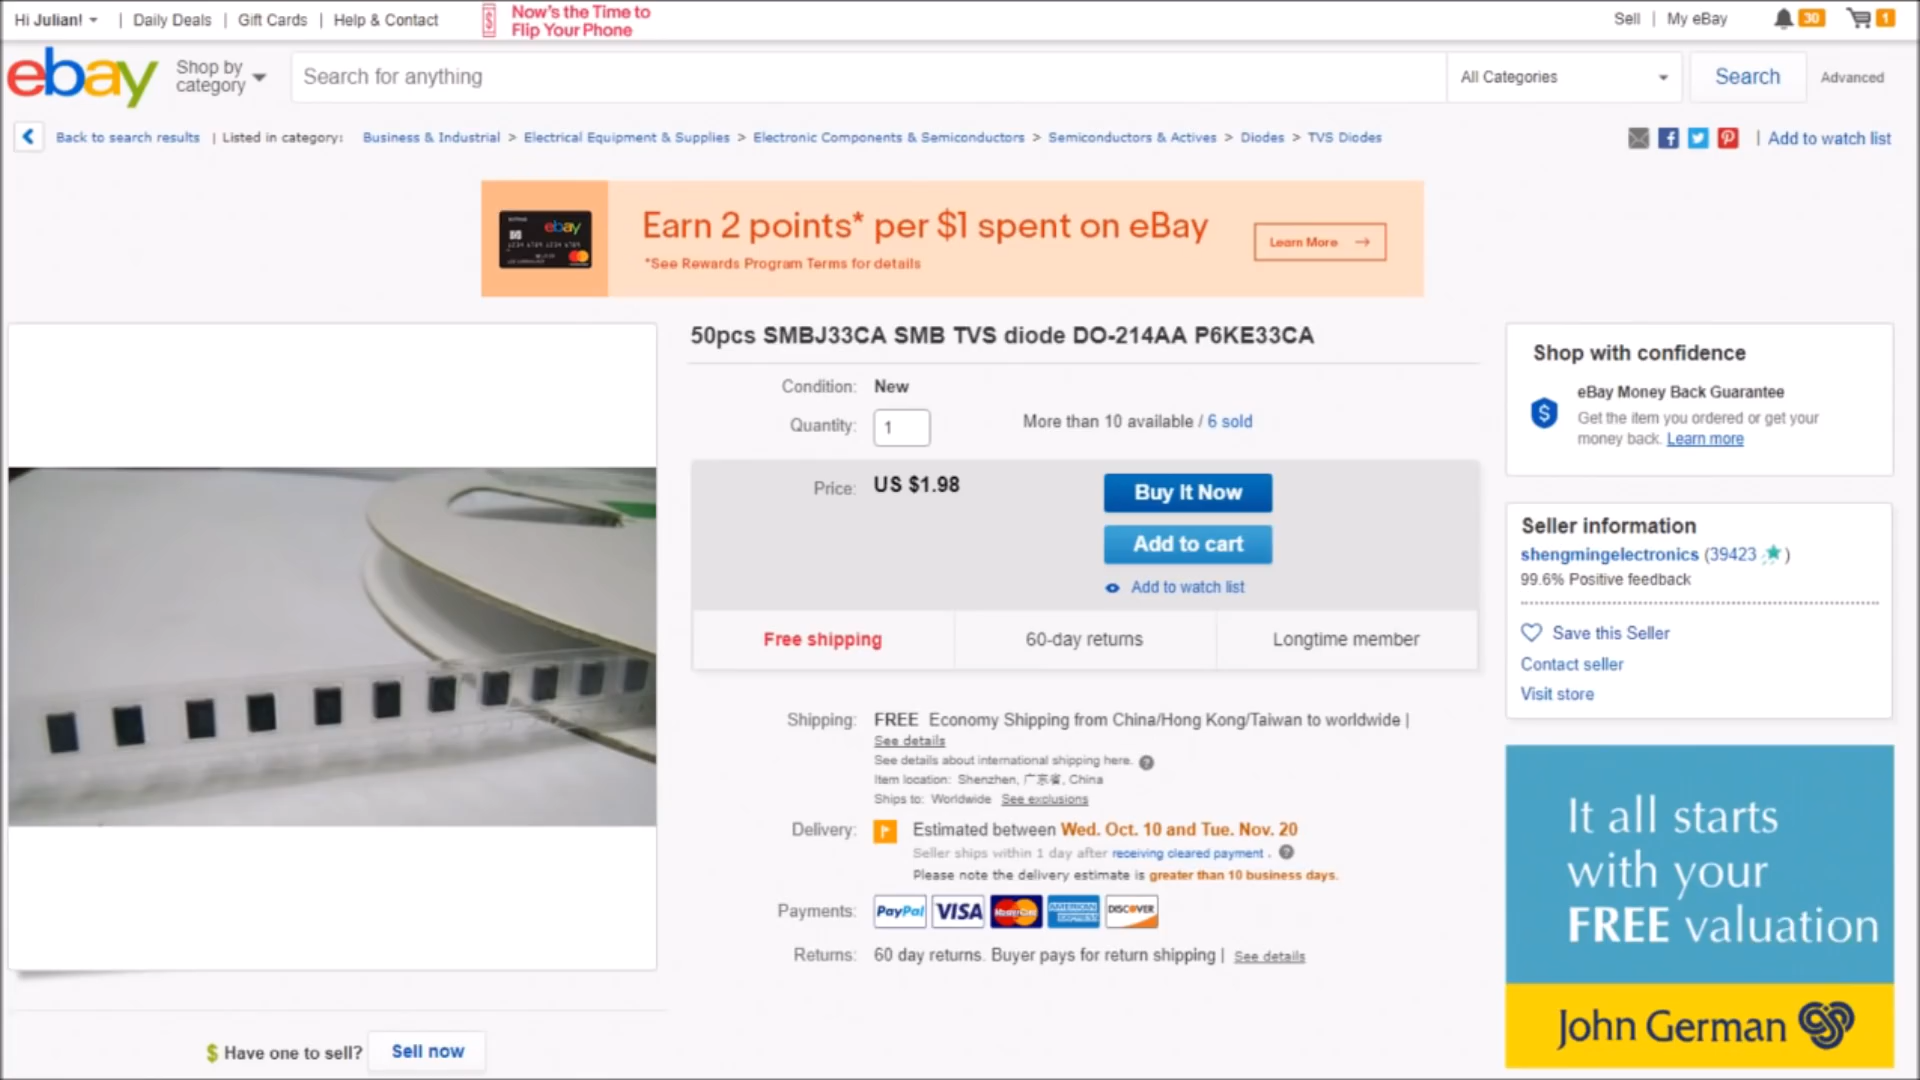 Hi Julian! | Daily Deals | Gift Cards | Help & Contact
Now's the Time to
Flip Your Phone
Sell | My eBay 30 1
ebay
Shop by
category
Search for anything
All Categories
Search
Advanced
Back to search results | Listed in category: Business & Industrial > Electrical Equipment & Supplies > Electronic Components & Semiconductors > Semiconductors & Actives > Diodes > TVS Diodes
| Add to watch list
ebay
Earn 2 points* per $1 spent on eBay
*See Rewards Program Terms for details
Learn More →
50pcs SMBJ33CA SMB TVS diode DO-214AA P6KE33CA
Condition: New
Quantity: 1
More than 10 available / 6 sold
Price: US $1.98
Buy It Now
Add to cart
Add to watch list
Free shipping
60-day returns
Longtime member
Shipping: FREE Economy Shipping from China/Hong Kong/Taiwan to worldwide |
See details
See details about international shipping here. ?
Item location: Shenzhen, 广东省, China
Ships to: Worldwide See exclusions
Delivery: Estimated between Wed. Oct. 10 and Tue. Nov. 20
Seller ships within 1 day after receiving cleared payment . ?
Please note the delivery estimate is greater than 10 business days.
Payments: PayPal VISA MasterCard AMERICAN EXPRESS DISCOVER
Returns: 60 day returns. Buyer pays for return shipping | See details
Shop with confidence
eBay Money Back Guarantee
Get the item you ordered or get your
money back. Learn more
Seller information
shengmingelectronics (39423 )
99.6% Positive feedback
Save this Seller
Contact seller
Visit store
It all starts
with your
FREE valuation
John German
$ Have one to sell? Sell now